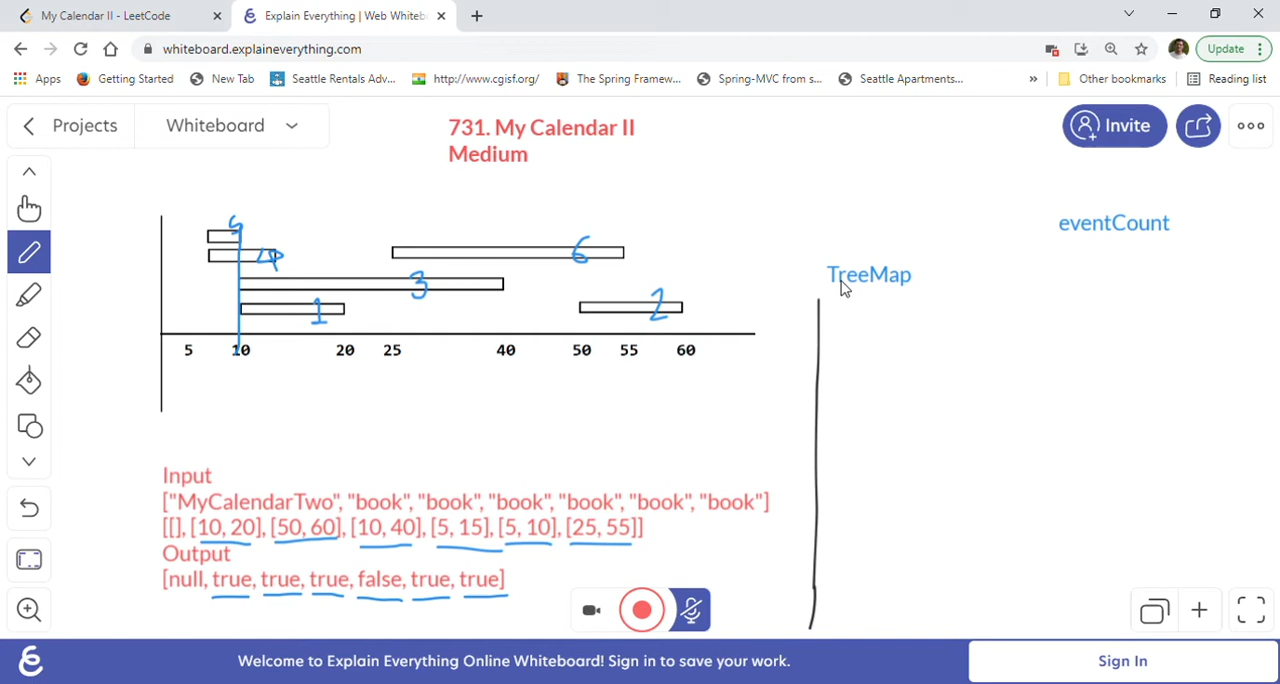 My Calendar II - LeetCode
Explain Everything | Web Whiteb
whiteboard.explaineverything.com
Update
Apps
Getting Started
New Tab
Seattle Rentals Adv...
http://www.cgisf.org/
The Spring Framew...
Spring-MVC from s...
Seattle Apartments...
»
Other bookmarks
Reading list
Projects
Whiteboard
731. My Calendar II
Medium
Invite
eventCount
TreeMap
5
4
6
3
1
2
5 10 20 25 40 50 55 60
Input
["MyCalendarTwo", "book", "book", "book", "book", "book", "book"]
[[], [10, 20], [50, 60], [10, 40], [5, 15], [5, 10], [25, 55]]
Output
[null, true, true, true, false, true, true]
Welcome to Explain Everything Online Whiteboard! Sign in to save your work.
Sign In